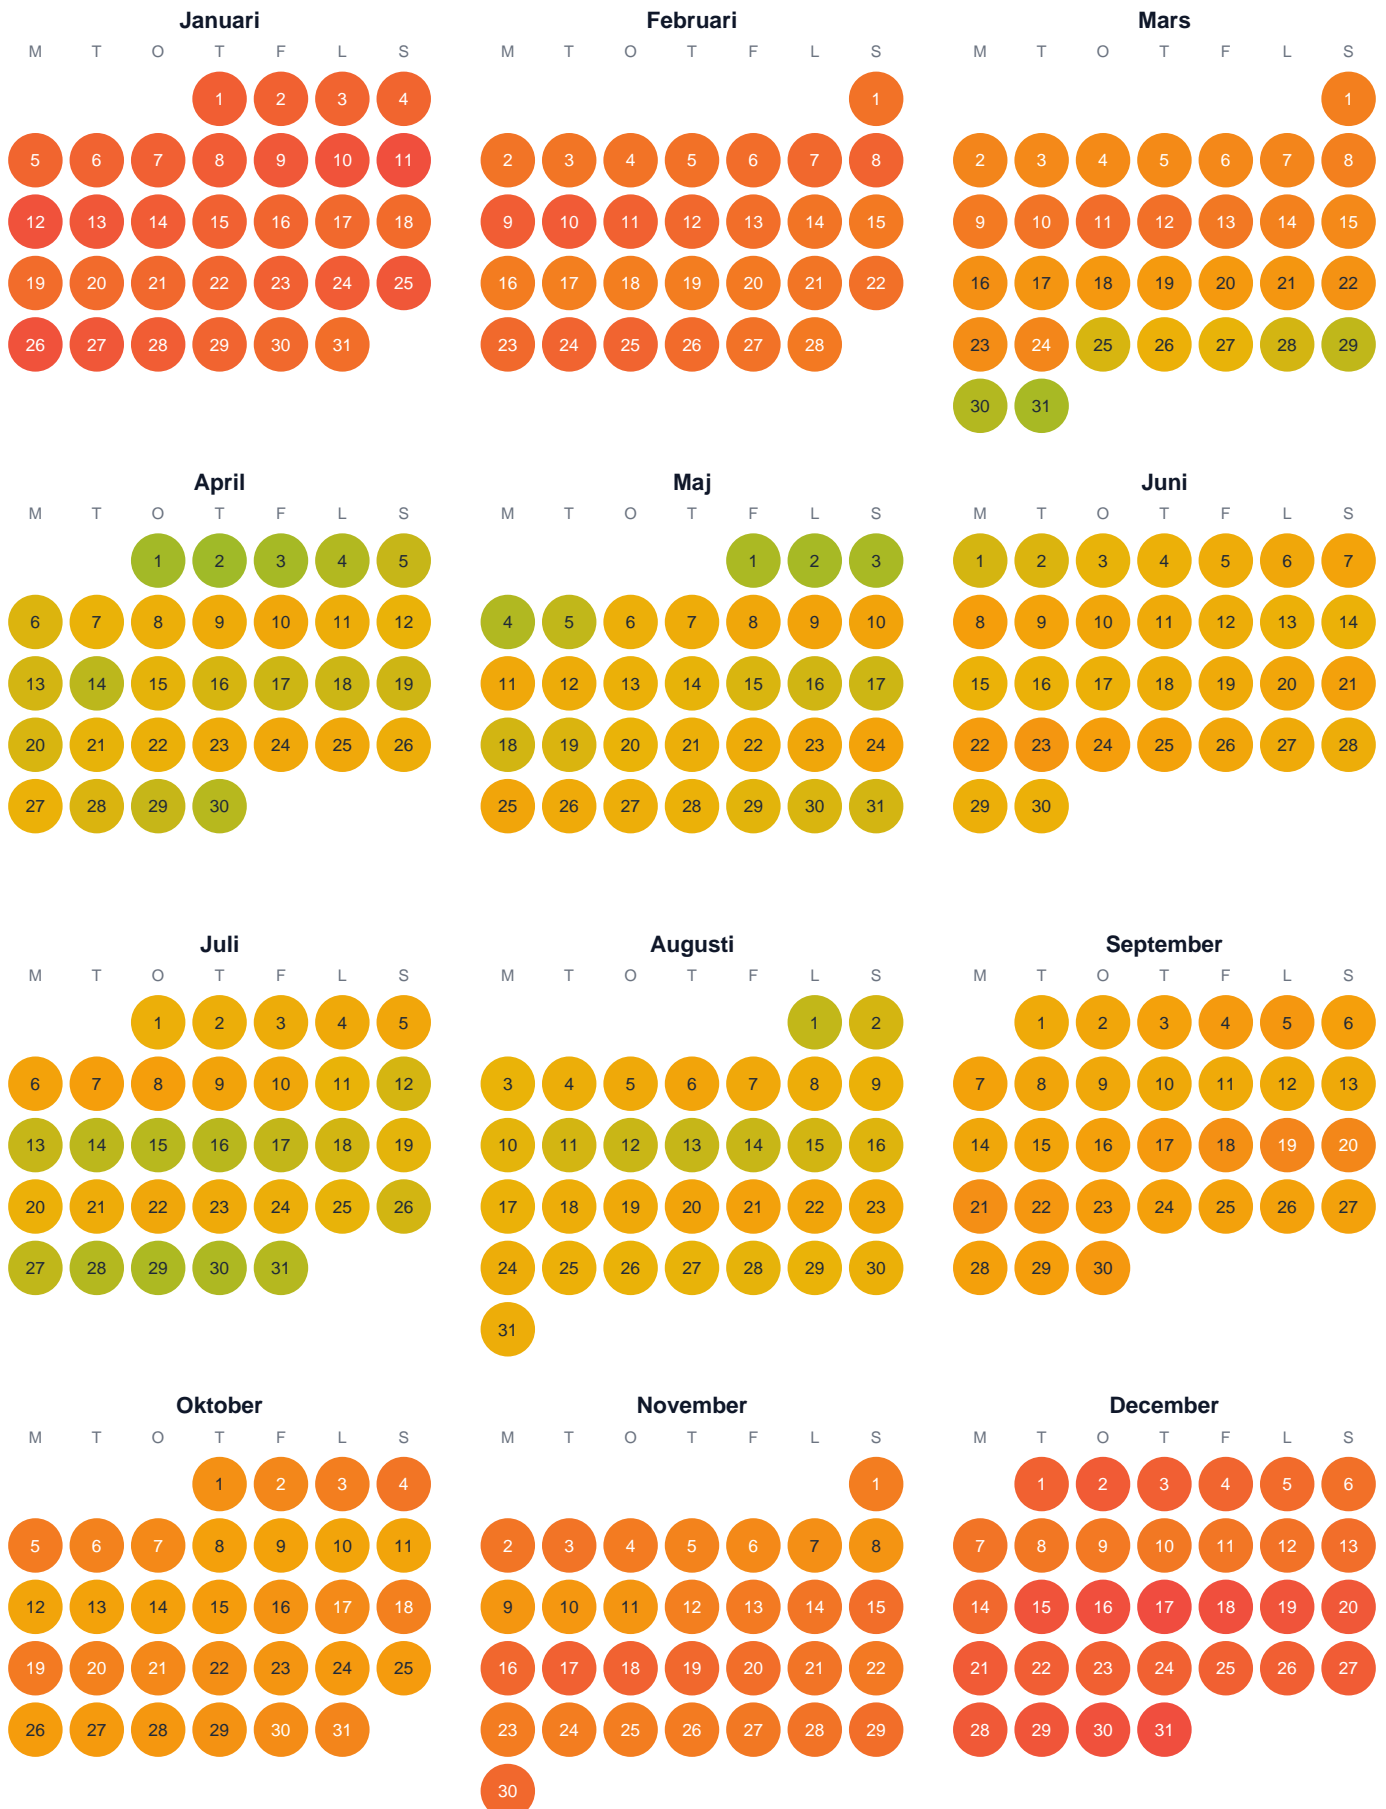 Januari Februari Mars
M T O T F L S M T O T F L S M T O T F L S
1 2 3 4 1 1
5 6 7 8 9 10 11 2 3 4 5 6 7 8 2 3 4 5 6 7 8
12 13 14 15 16 17 18 9 10 11 12 13 14 15 9 10 11 12 13 14 15
19 20 21 22 23 24 25 16 17 18 19 20 21 22 16 17 18 19 20 21 22
26 27 28 29 30 31 23 24 25 26 27 28 23 24 25 26 27 28 29
30 31
April Maj Juni
M T O T F L S M T O T F L S M T O T F L S
1 2 3 4 5 1 2 3 1 2 3 4 5 6 7
6 7 8 9 10 11 12 4 5 6 7 8 9 10 8 9 10 11 12 13 14
13 14 15 16 17 18 19 11 12 13 14 15 16 17 15 16 17 18 19 20 21
20 21 22 23 24 25 26 18 19 20 21 22 23 24 22 23 24 25 26 27 28
27 28 29 30 25 26 27 28 29 30 31 29 30
Juli Augusti September
M T O T F L S M T O T F L S M T O T F L S
1 2 3 4 5 1 2 1 2 3 4 5 6
6 7 8 9 10 11 12 3 4 5 6 7 8 9 7 8 9 10 11 12 13
13 14 15 16 17 18 19 10 11 12 13 14 15 16 14 15 16 17 18 19 20
20 21 22 23 24 25 26 17 18 19 20 21 22 23 21 22 23 24 25 26 27
27 28 29 30 31 24 25 26 27 28 29 30 28 29 30
31
Oktober November December
M T O T F L S M T O T F L S M T O T F L S
1 2 3 4 1 1 2 3 4 5 6
5 6 7 8 9 10 11 2 3 4 5 6 7 8 7 8 9 10 11 12 13
12 13 14 15 16 17 18 9 10 11 12 13 14 15 14 15 16 17 18 19 20
19 20 21 22 23 24 25 16 17 18 19 20 21 22 21 22 23 24 25 26 27
26 27 28 29 30 31 23 24 25 26 27 28 29 28 29 30 31
30